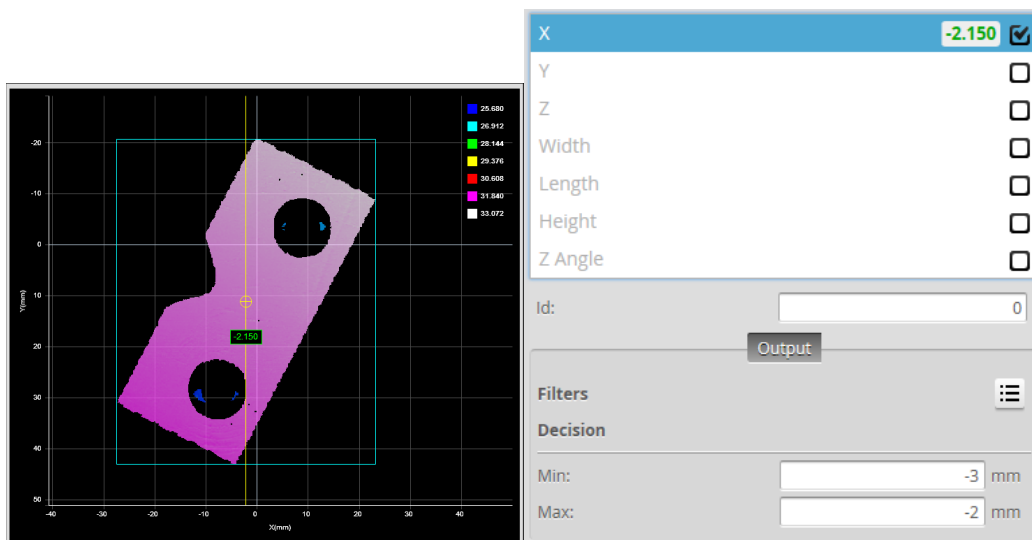 25.680
26.912
28.144
29.376
30.608
31.840
33.072
-20
-10
0
10
20
30
40
50
Y(mm)
-2.150
-40
-20
-10
0
10
20
30
40
X(mm)
X -2.150
Y
Z
Width
Length
Height
Z Angle
Id: 0
Output
Filters
Decision
Min: -3 mm
Max: -2 mm